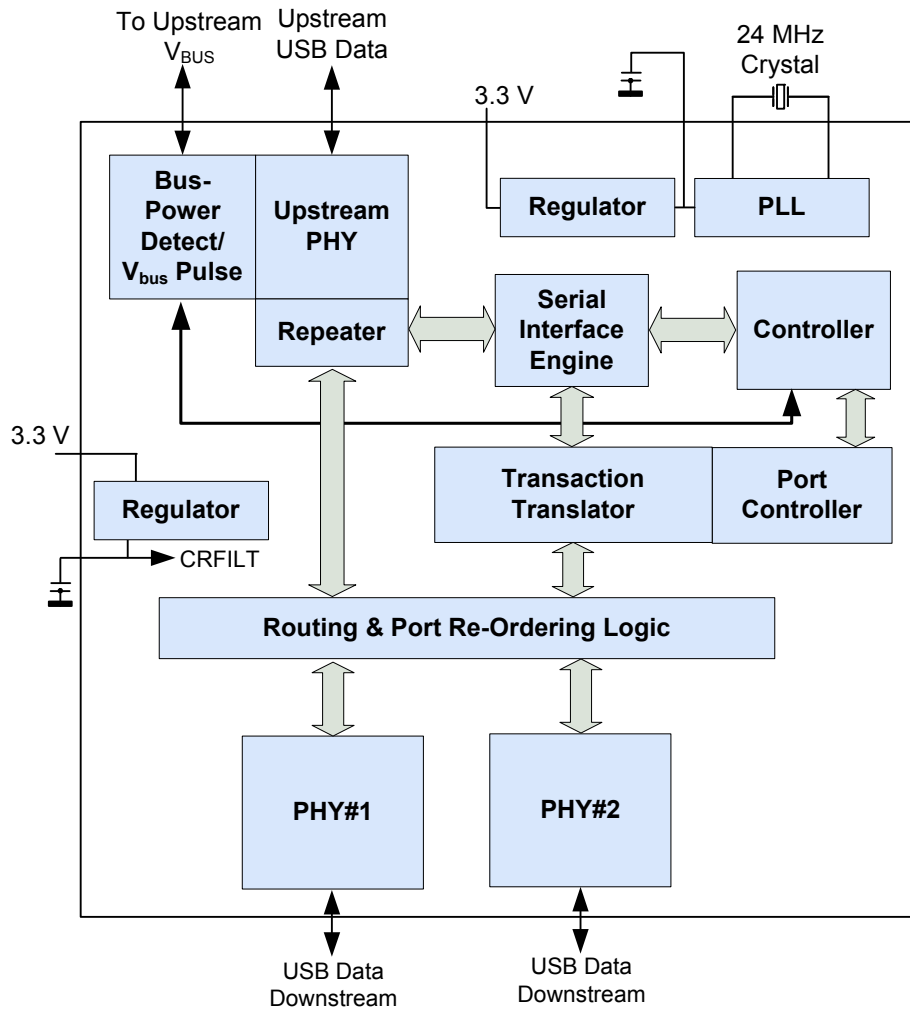 To Upstream
VBUS
Upstream
USB Data
24 MHz
Crystal
3.3 V
Bus-
Power
Detect/
Vbus Pulse
Upstream
PHY
Regulator
PLL
Repeater
Serial
Interface
Engine
Controller
3.3 V
Regulator
CRFILT
Transaction
Translator
Port
Controller
Routing & Port Re-Ordering Logic
PHY#1
PHY#2
USB Data
Downstream
USB Data
Downstream